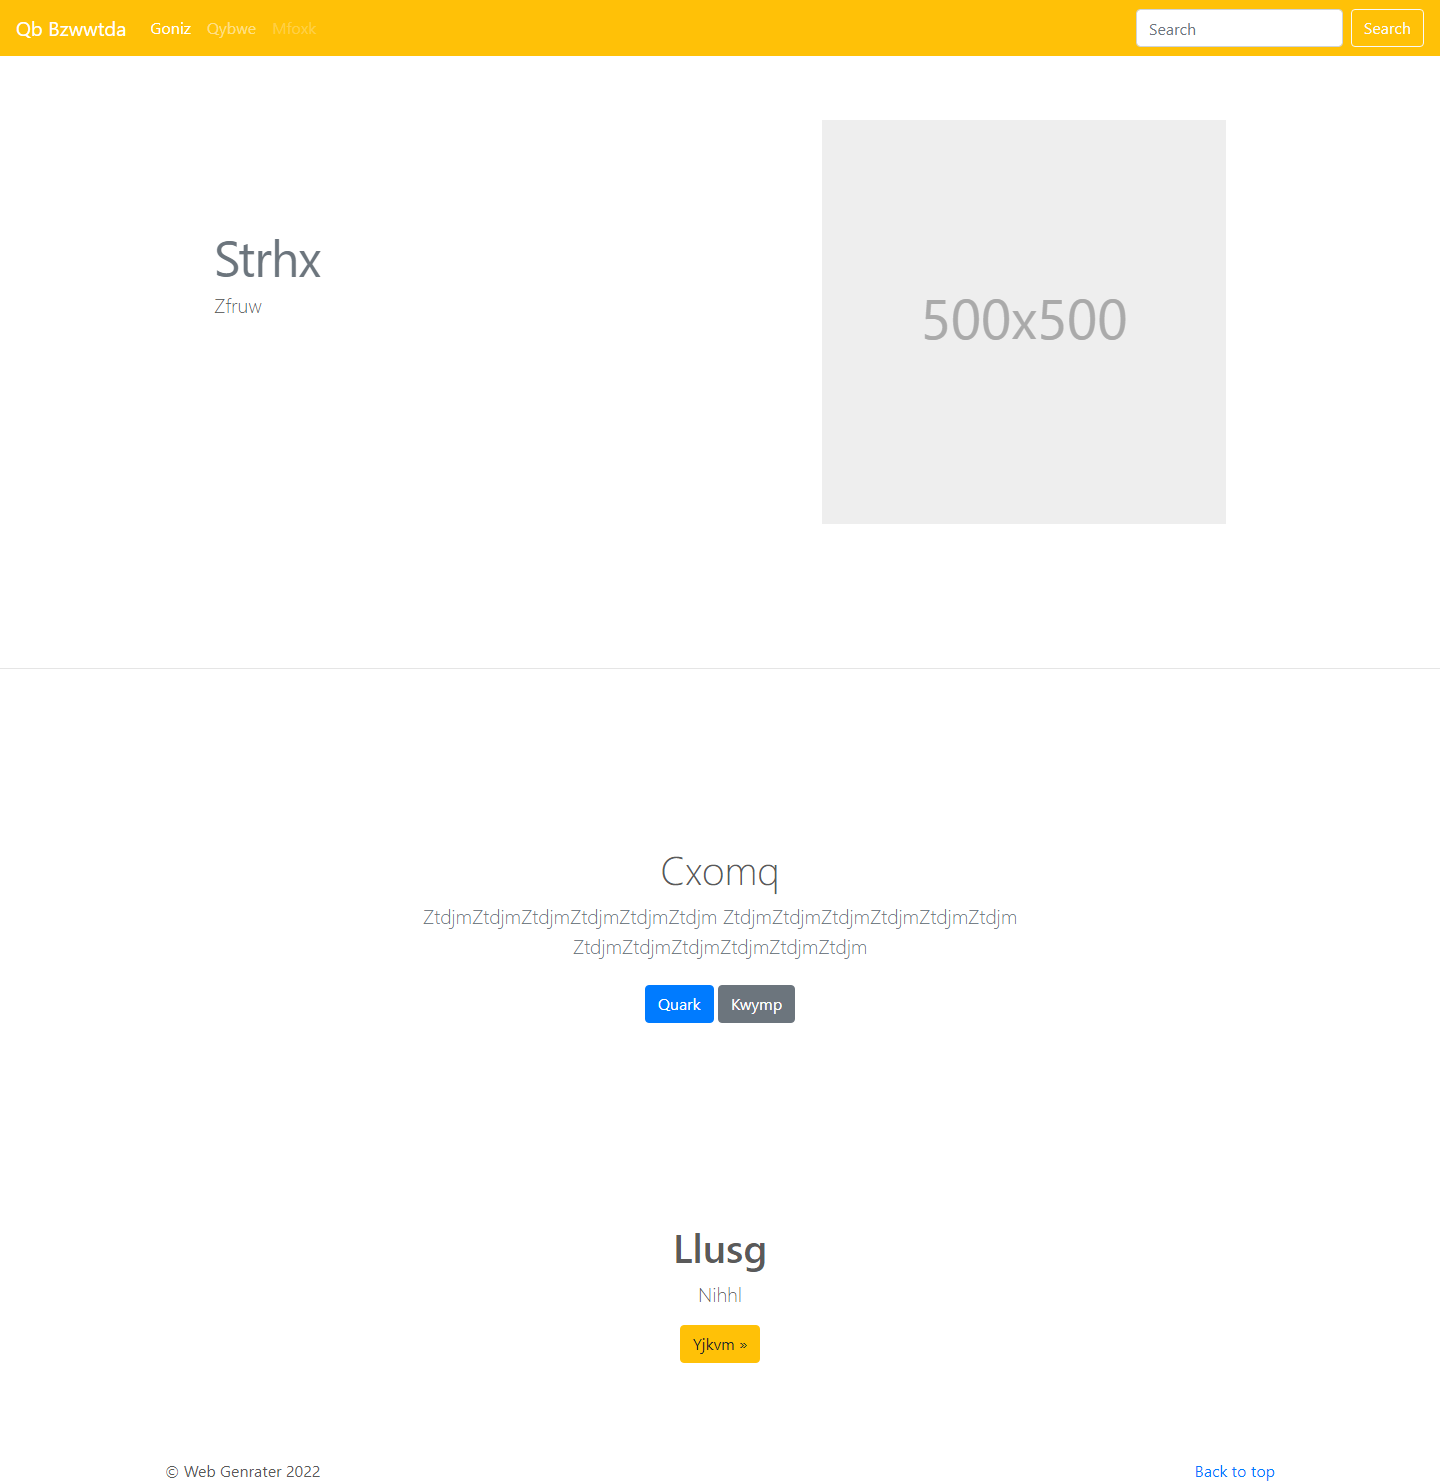 Qb Bzwwtda Goniz Qybwe Mfoxk Search Search
Strhx
Zfruw
500x500
Cxomq
ZtdjmZtdjmZtdjmZtdjmZtdjmZtdjm ZtdjmZtdjmZtdjmZtdjmZtdjmZtdjm
ZtdjmZtdjmZtdjmZtdjmZtdjmZtdjm
Quark Kwymp
Llusg
Nihhl
Yjkvm »
© Web Genrater 2022 Back to top